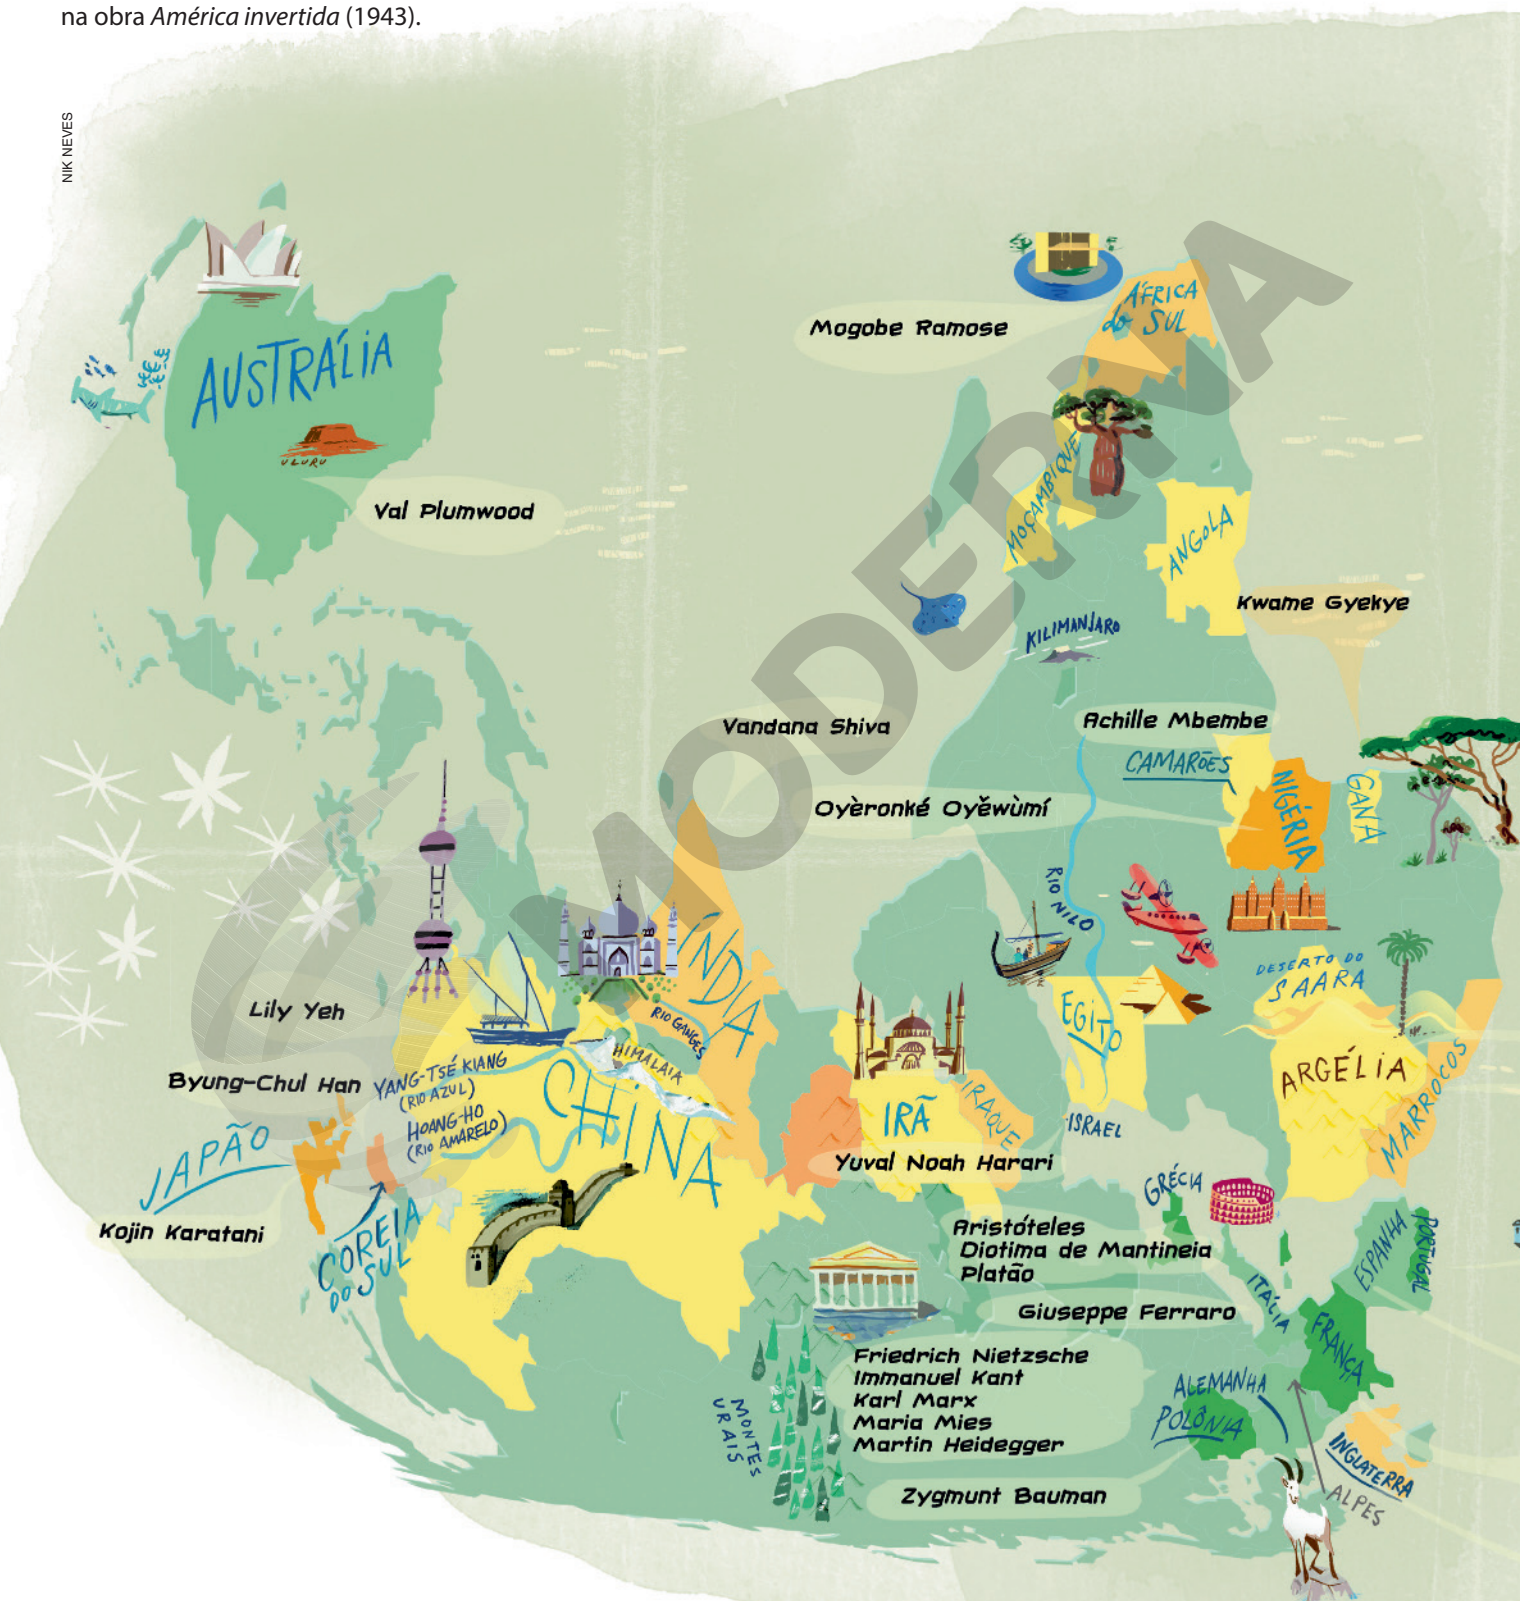 na obra América invertida (1943).
NIK NEVES
ÁFRICA
do SUL
Mogobe Ramose
AUSTRÁLIA
ULURU
MOÇAMBIQUE
Val Plumwood
ANGOLA
Kwame Gyekye
KILIMANJARO
Vandana Shiva
Achille Mbembe
CAMARÕES
NIGÉRIA
GANA
Oyèronké Oyěwùmí
RIO NILO
ÍNDIA
DESERTO DO
SAARA
Lily Yeh
RIO GANGES
EGITO
HIMALAIA
ARGÉLIA
MARROCOS
Byung-Chul Han
YANG-TSÉ KIANG
(RIO AZUL)
HOANG-HO
(RIO AMARELO)
CHINA
IRÃ
IRAQUE
ISRAEL
JAPÃO
Yuval Noah Harari
GRÉCIA
Kojin Karatani
COREIA
DO SUL
Aristóteles
Diotima de Mantineia
Platão
ESPANHA
PORTUGAL
Giuseppe Ferraro
ITÁLIA
FRANÇA
Friedrich Nietzsche
Immanuel Kant
Karl Marx
Maria Mies
Martin Heidegger
ALEMANHA
POLÔNIA
MONTES
URAIS
INGLATERRA
ALPES
Zygmunt Bauman
MODERNA